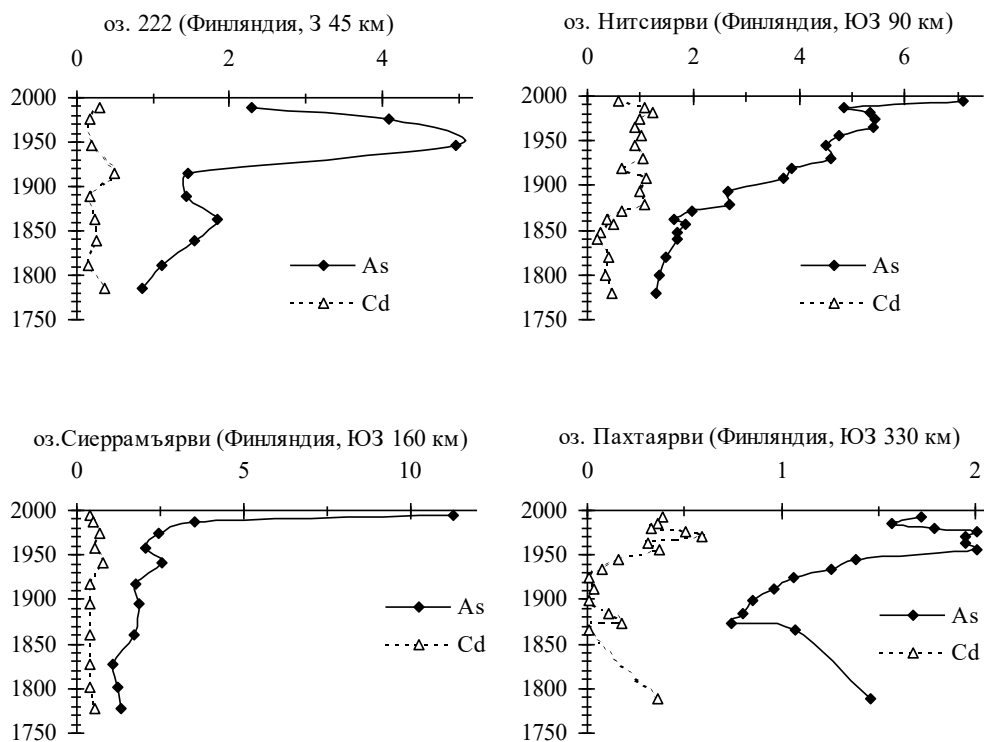 оз. 222 (Финляндия, З 45 км)
0 2 4
2000
1950
1900
1850
1800
1750
As
Cd
оз. Нитсиярви (Финляндия, ЮЗ 90 км)
0 2 4 6
2000
1950
1900
1850
1800
1750
As
Cd
оз.Сиеррамъярви (Финляндия, ЮЗ 160 км)
0 5 10
2000
1950
1900
1850
1800
1750
As
Cd
оз. Пахтаярви (Финляндия, ЮЗ 330 км)
0 1 2
2000
1950
1900
1850
1800
1750
As
Cd